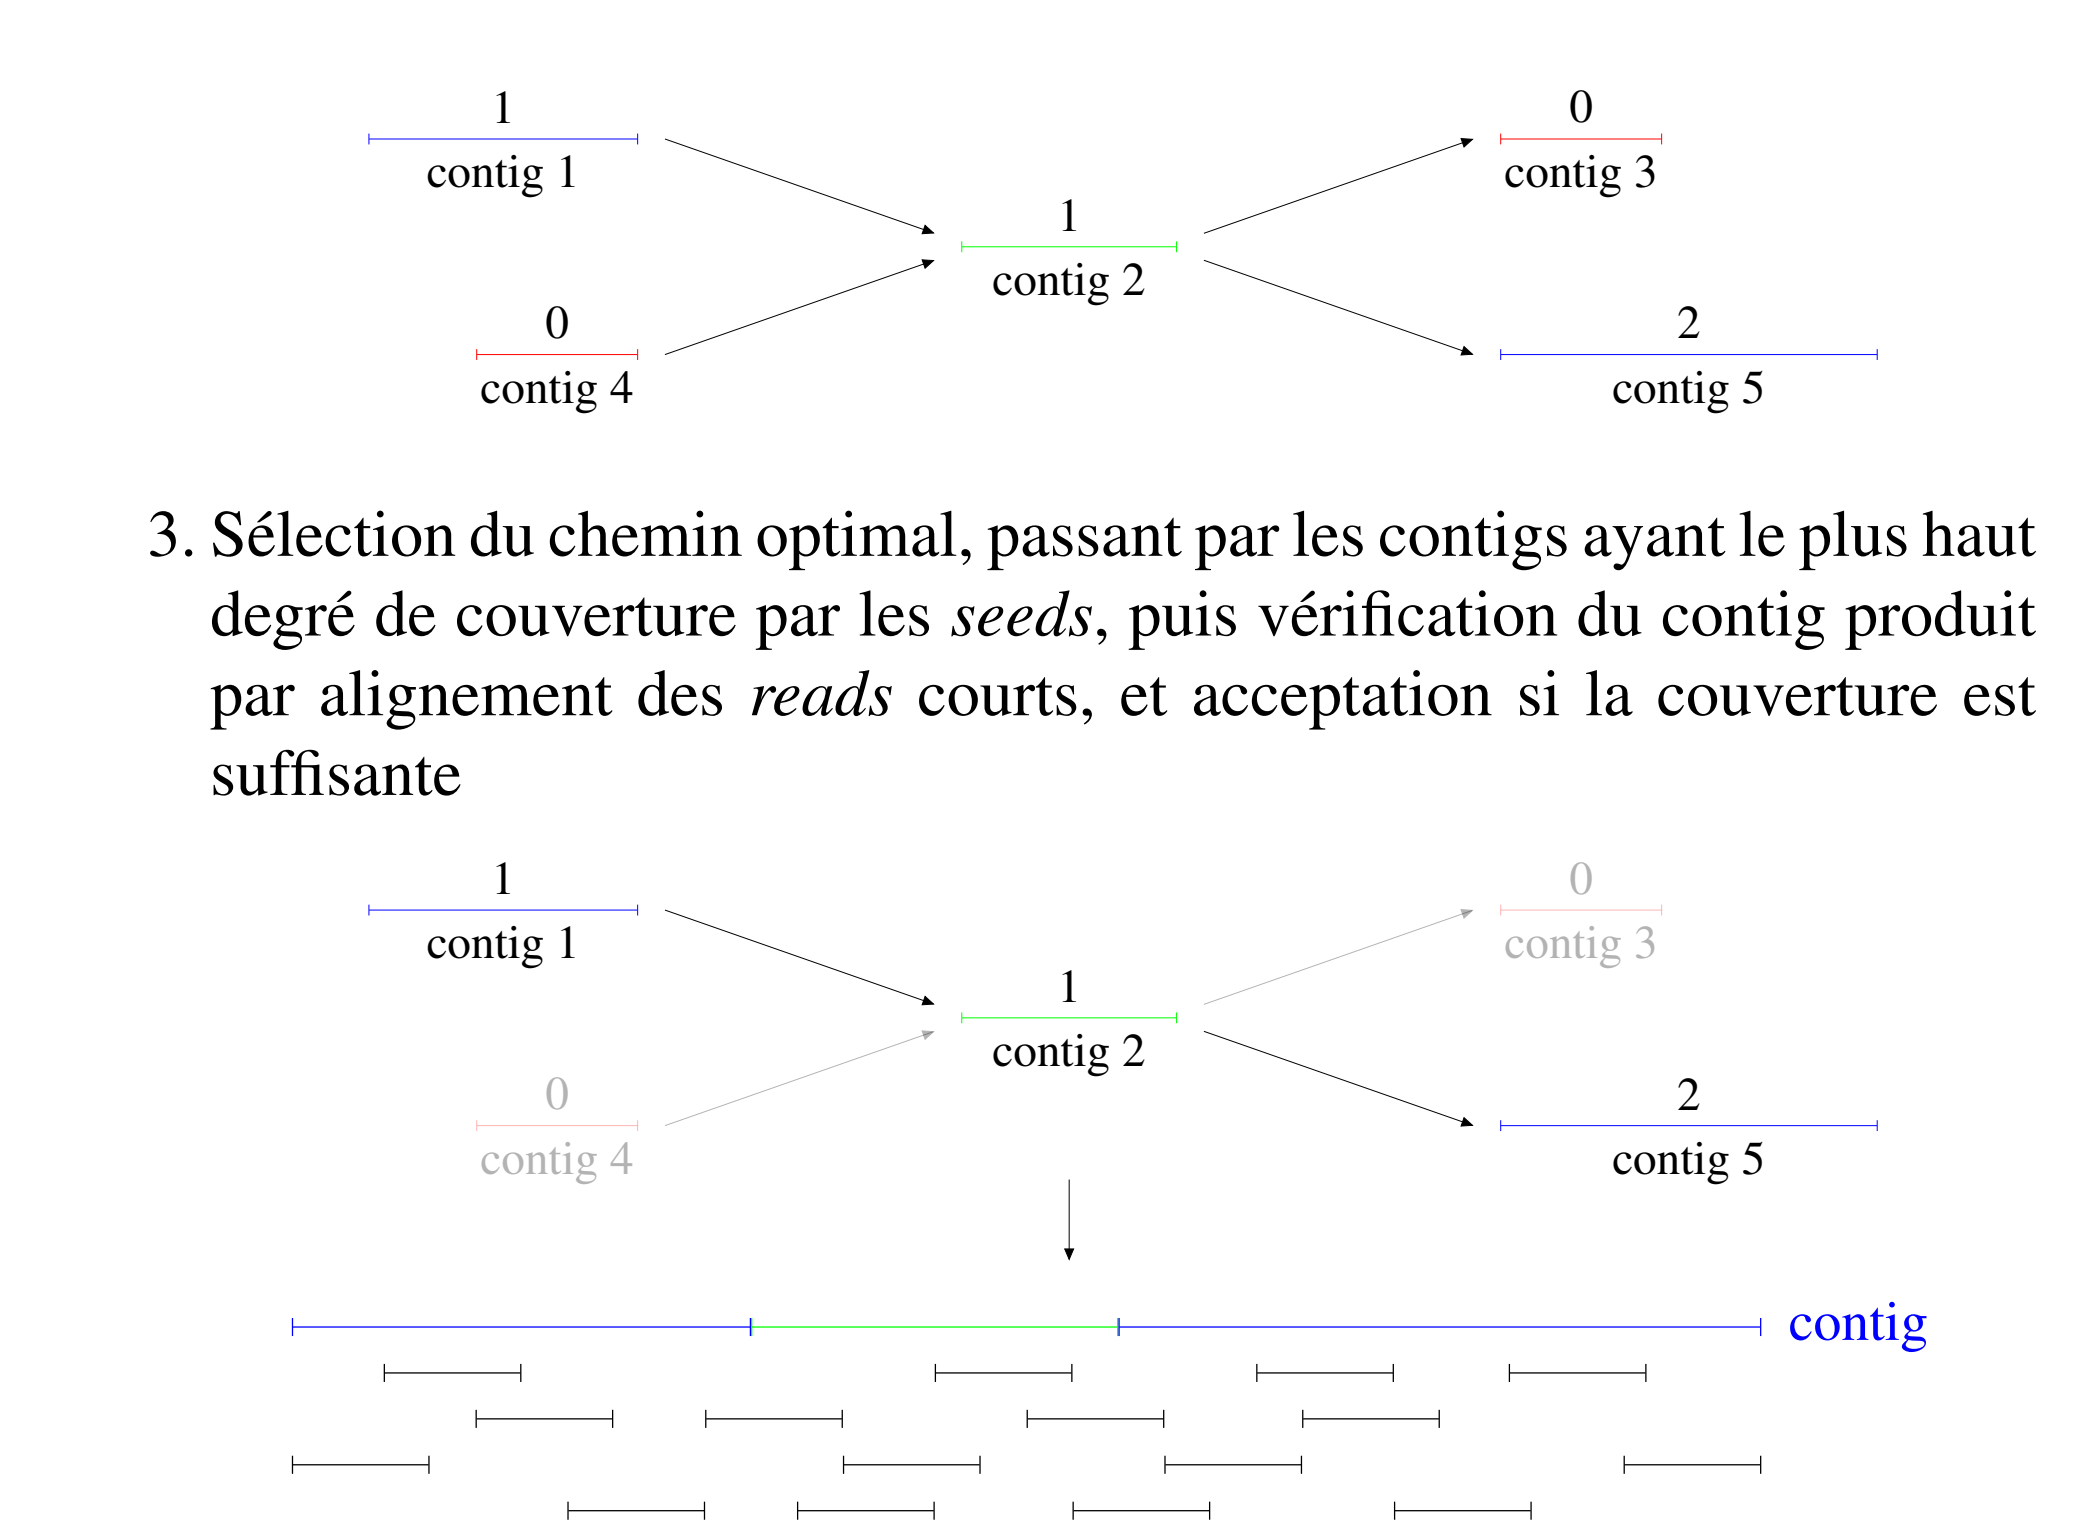 1
0
contig 1
contig 3
1
contig 2
0
2
contig 4
contig 5
3. Sélection du chemin optimal, passant par les contigs ayant le plus haut
degré de couverture par les seeds, puis vérification du contig produit
par alignement des reads courts, et acceptation si la couverture est
suffisante
1
0
contig 1
contig 3
1
contig 2
0
2
contig 4
contig 5
contig